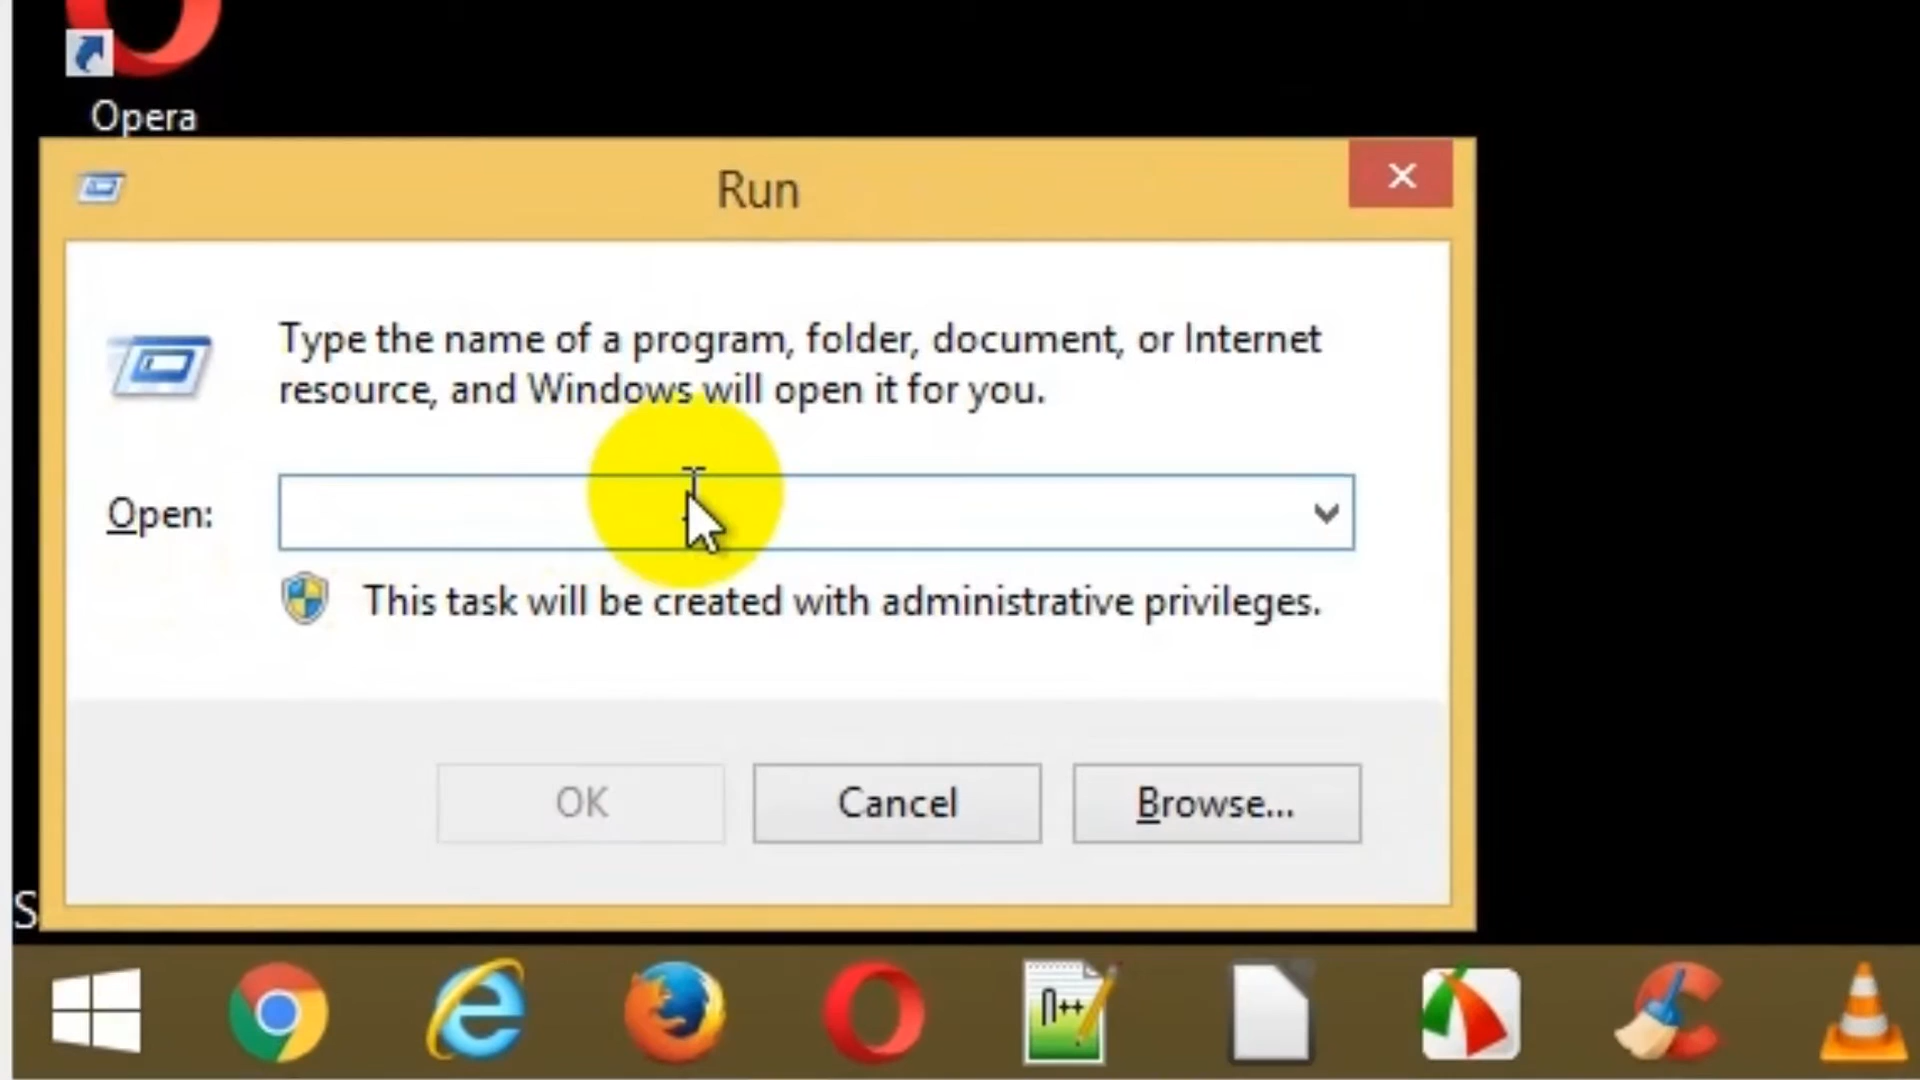 Opera
Run
Type the name of a program, folder, document, or Internet
resource, and Windows will open it for you.
Open:
This task will be created with administrative privileges.
OK
Cancel
Browse...
S
n++